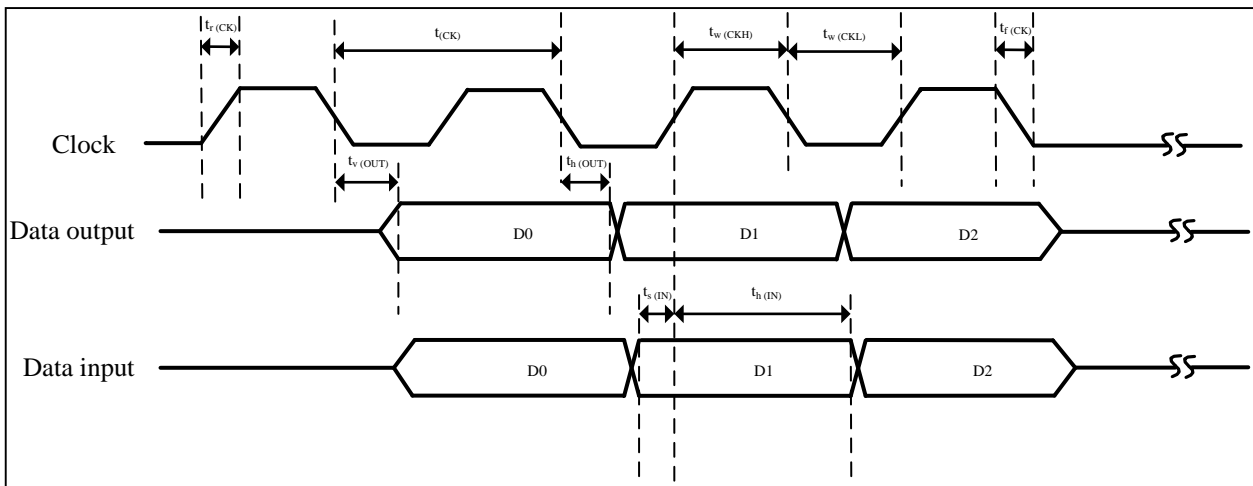 tr (CK)
t(CK)
tw (CKH)
tw (CKL)
tf (CK)
Clock
tv (OUT)
th (OUT)
Data output
D0
D1
D2
ts (IN)
th (IN)
Data input
D0
D1
D2